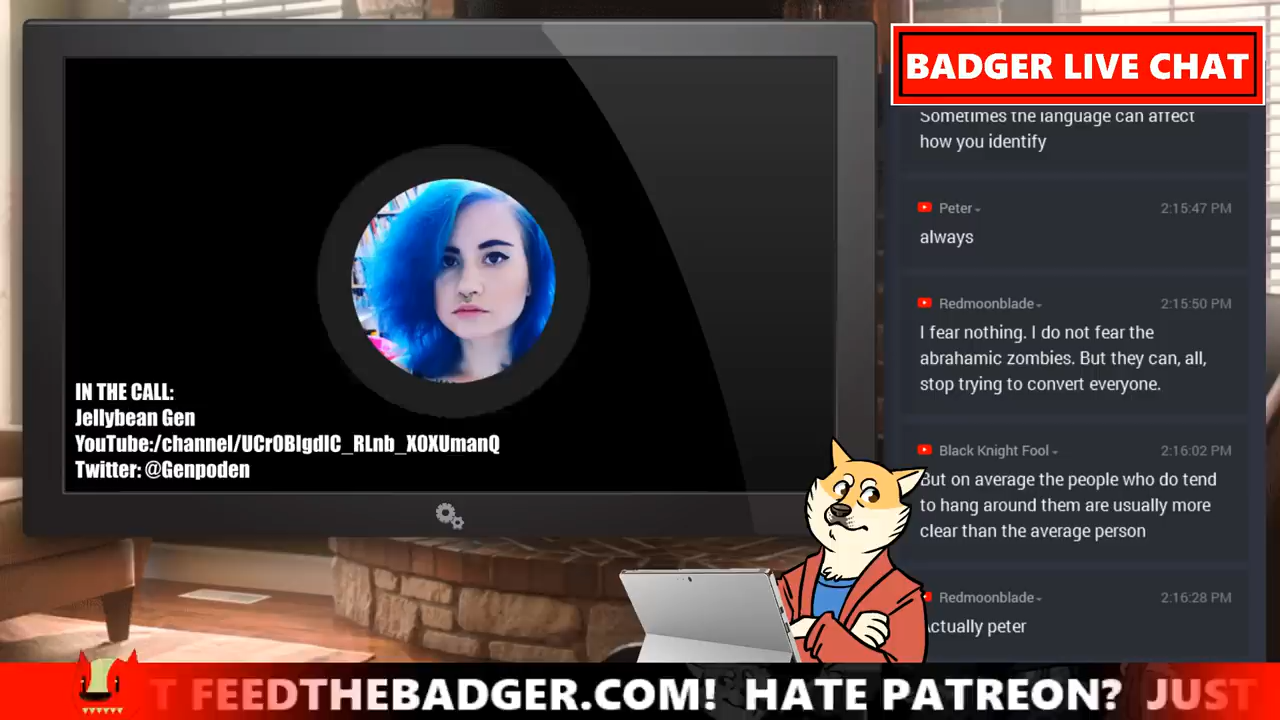 BADGER LIVE CHAT
Sometimes the language can affect
how you identify
Peter
2:15:47 PM
always
Redmoonblade
2:15:50 PM
I fear nothing. I do not fear the
abrahamic zombies. But they can, all,
stop trying to convert everyone.
Black Knight Fool
2:16:02 PM
But on average the people who do tend
to hang around them are usually more
clear than the average person
Redmoonblade
2:16:28 PM
Actually peter
IN THE CALL:
Jellybean Gen
YouTube:/channel/UCrOBIgdIC_RLnb_XOXUmanQ
Twitter: @Genpoden
T FEEDTHEBADGER.COM! HATE PATREON? JUST